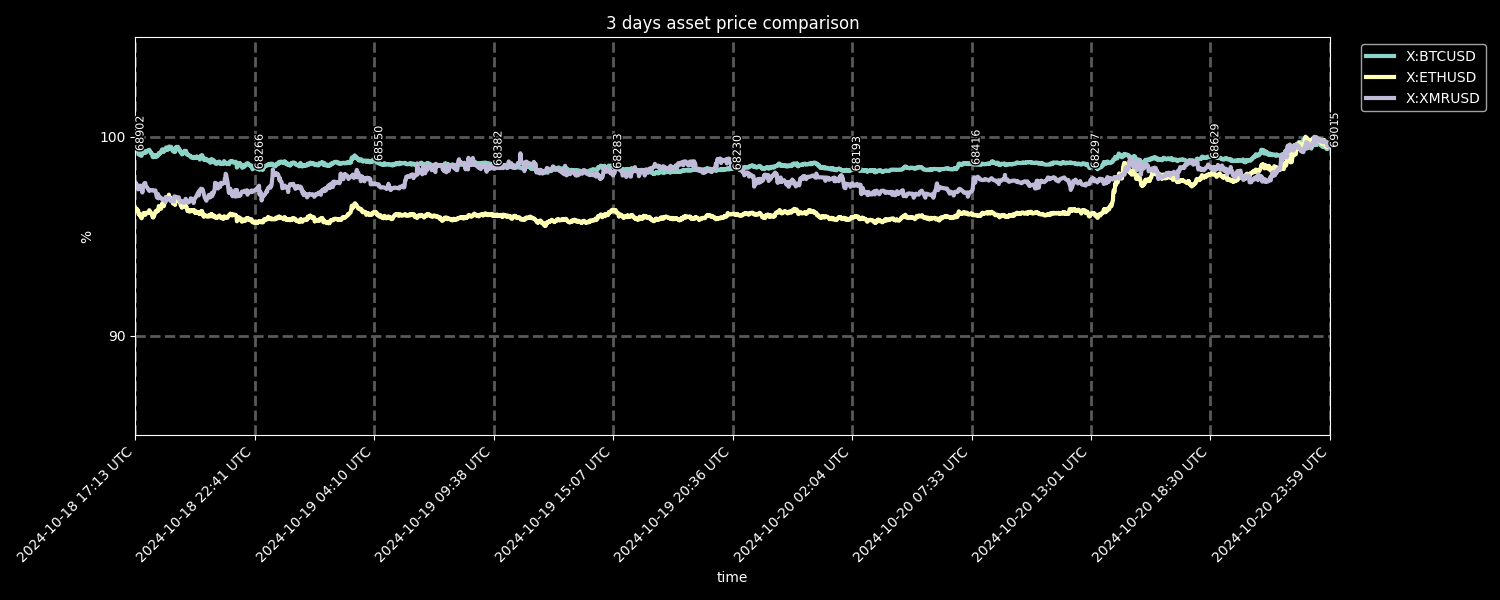 3 days asset price comparison
X:BTCUSD
X:ETHUSD
X:XMRUSD
100
90
%
68902
68266
68550
68382
68283
68230
68193
68416
68297
68629
69015
2024-10-18 17:13 UTC
2024-10-18 22:41 UTC
2024-10-19 04:10 UTC
2024-10-19 09:38 UTC
2024-10-19 15:07 UTC
2024-10-19 20:36 UTC
2024-10-20 02:04 UTC
2024-10-20 07:33 UTC
2024-10-20 13:01 UTC
2024-10-20 18:30 UTC
2024-10-20 23:59 UTC
time